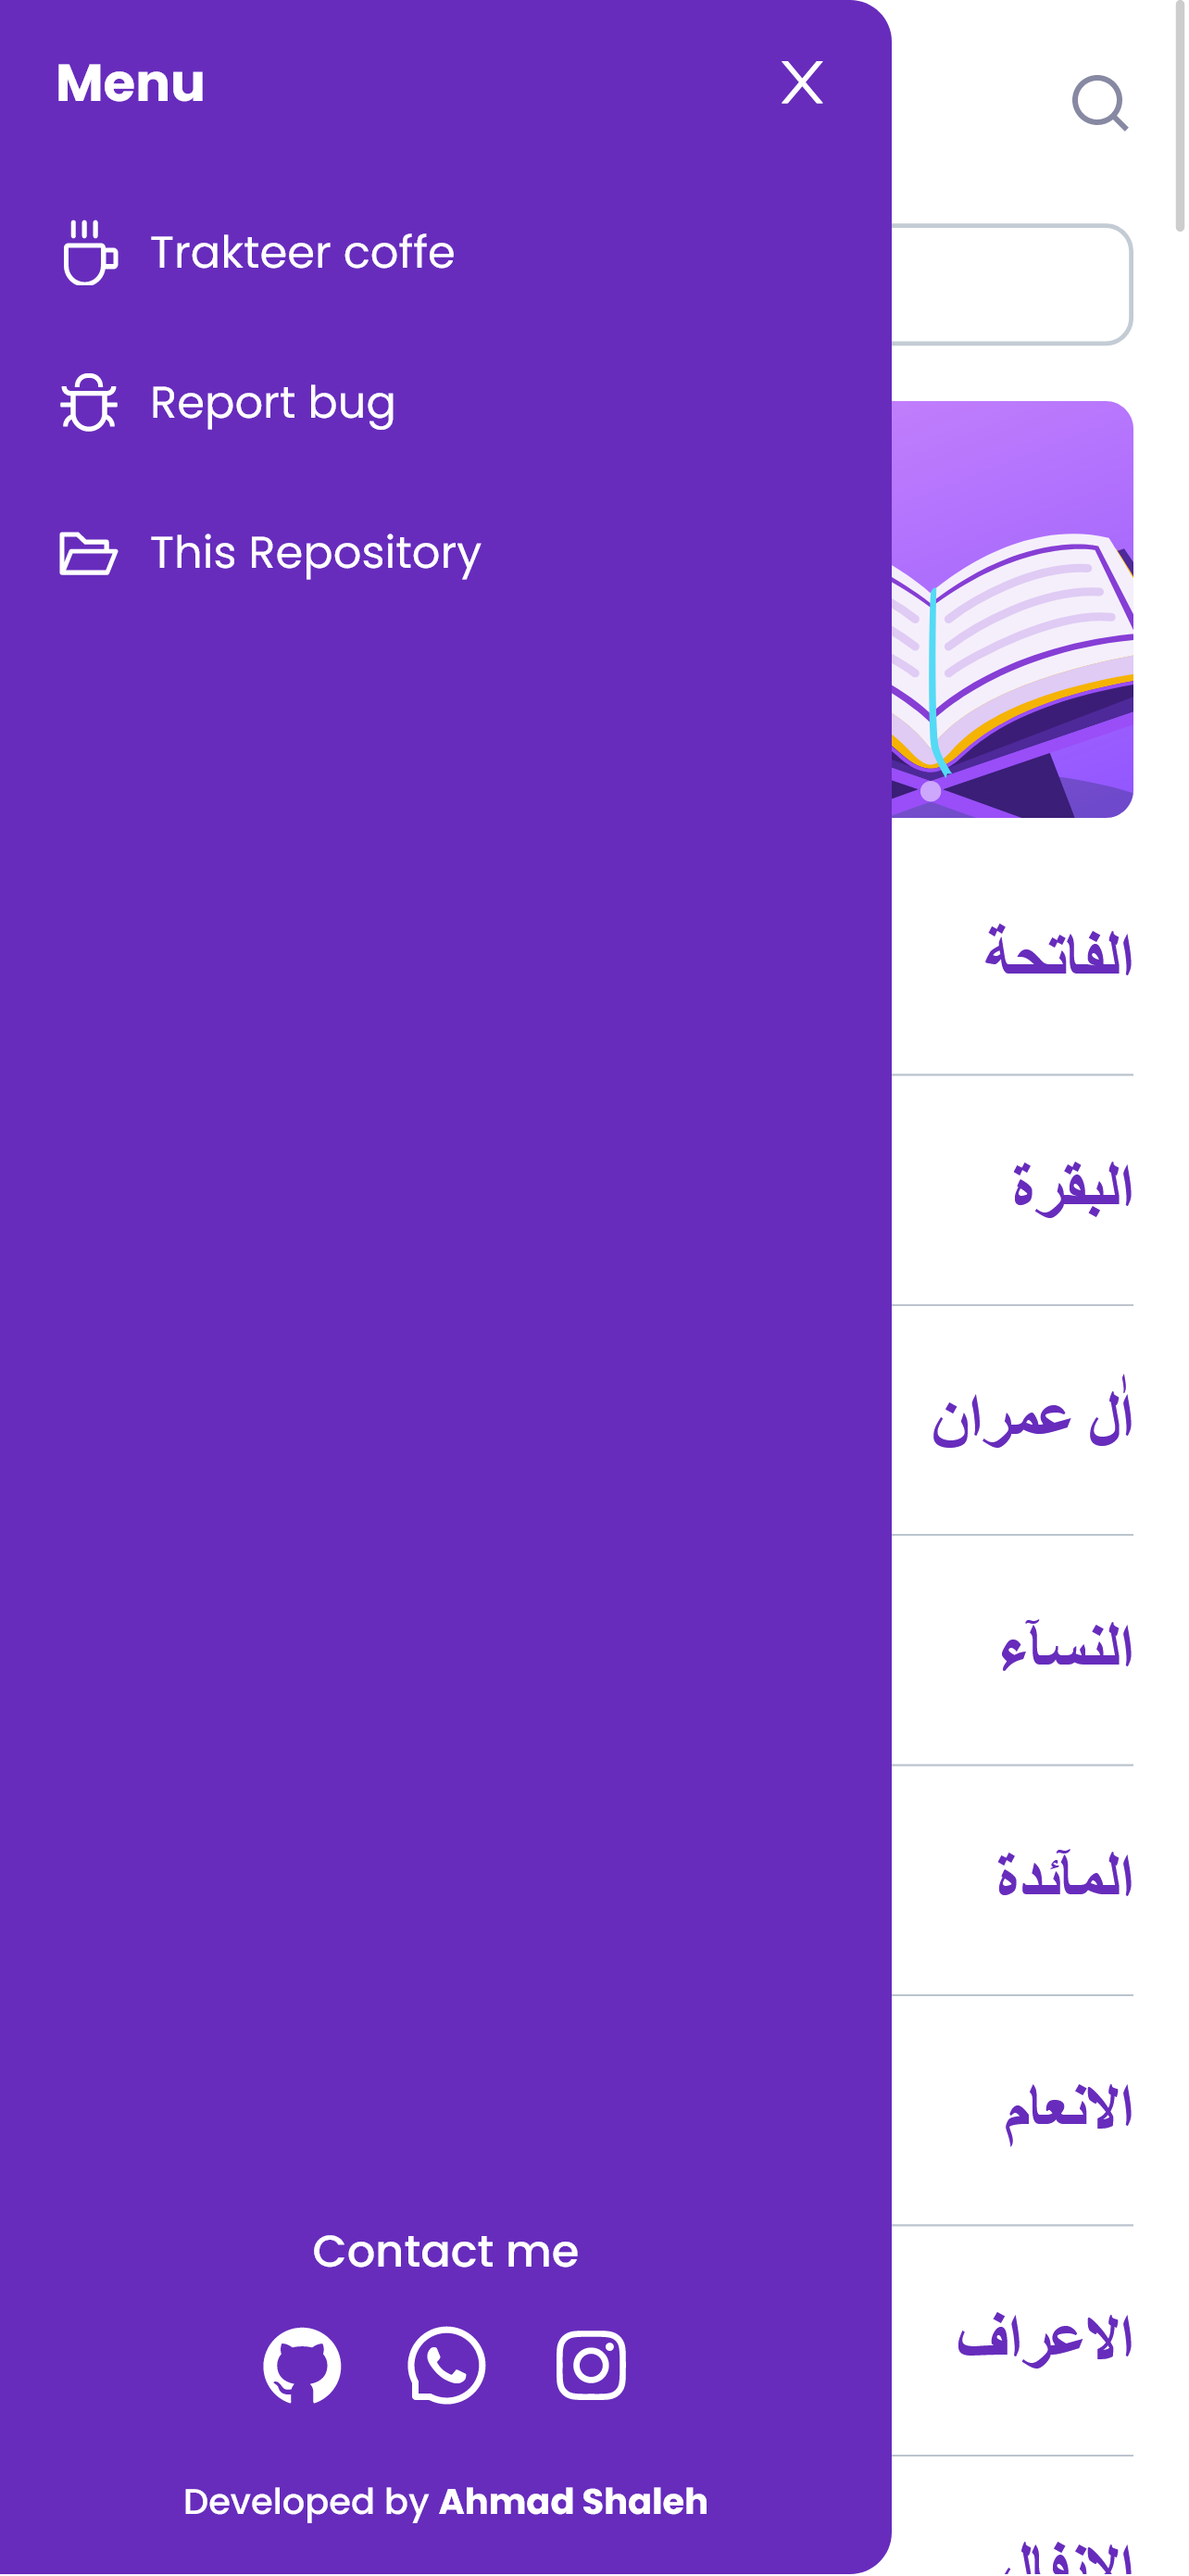 Menu
Trakteer coffe
Report bug
This Repository
Contact me
Developed by Ahmad Shaleh
الفاتحة
البقرة
اٰل عمران
النسآء
المآئدة
الانعام
الاعراف
الانفال